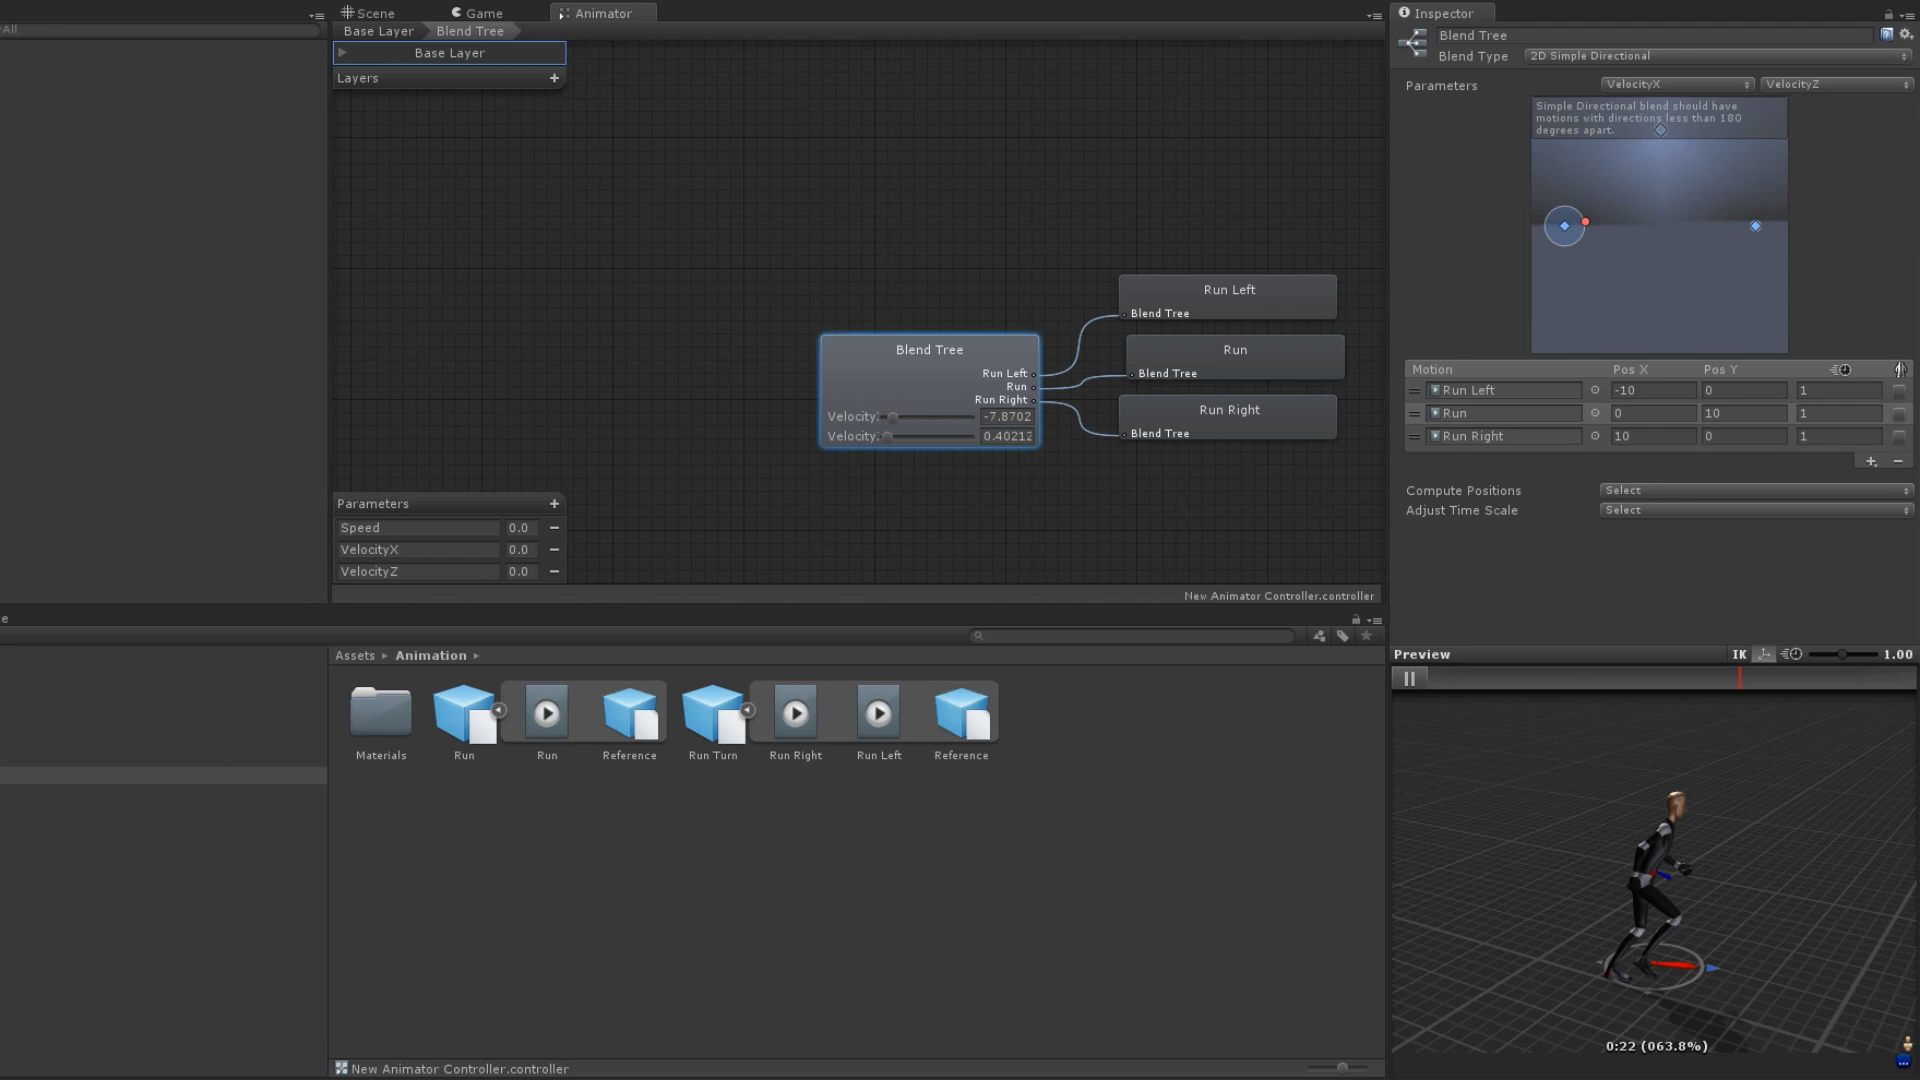 All
Scene
Game
Animator
Base Layer
Blend Tree
Base Layer
Layers
Run Left
Blend Tree
Run
Blend Tree
Run Right
Blend Tree
Blend Tree
Run Left
Run
Run Right
Velocity: -7.8702
Velocity: 0.40212
Parameters
Speed 0.0
VelocityX 0.0
VelocityZ 0.0
New Animator Controller.controller
Inspector
Blend Tree
Blend Type 2D Simple Directional
Parameters VelocityX VelocityZ
Simple Directional blend should have
motions with directions less than 180
degrees apart.
Motion Pos X Pos Y
Run Left -10 0 1
Run 0 10 1
Run Right 10 0 1
Compute Positions Select
Adjust Time Scale Select
e
Assets Animation
Materials
Run
Run
Reference
Run Turn
Run Right
Run Left
Reference
New Animator Controller.controller
Preview IK 1.00
0:22 (063.8%)